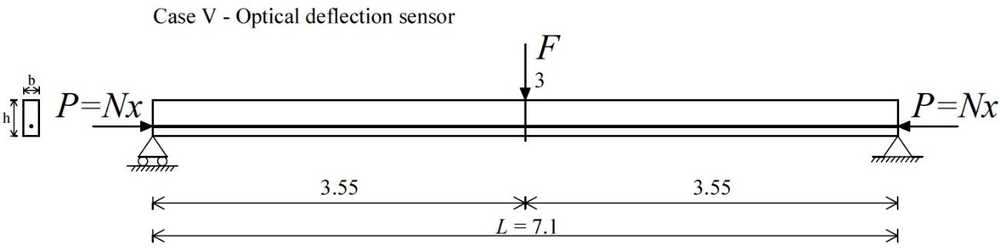 Case V - Optical deflection sensor
F
3
b
h
P=Nx
P=Nx
3.55
3.55
L = 7.1